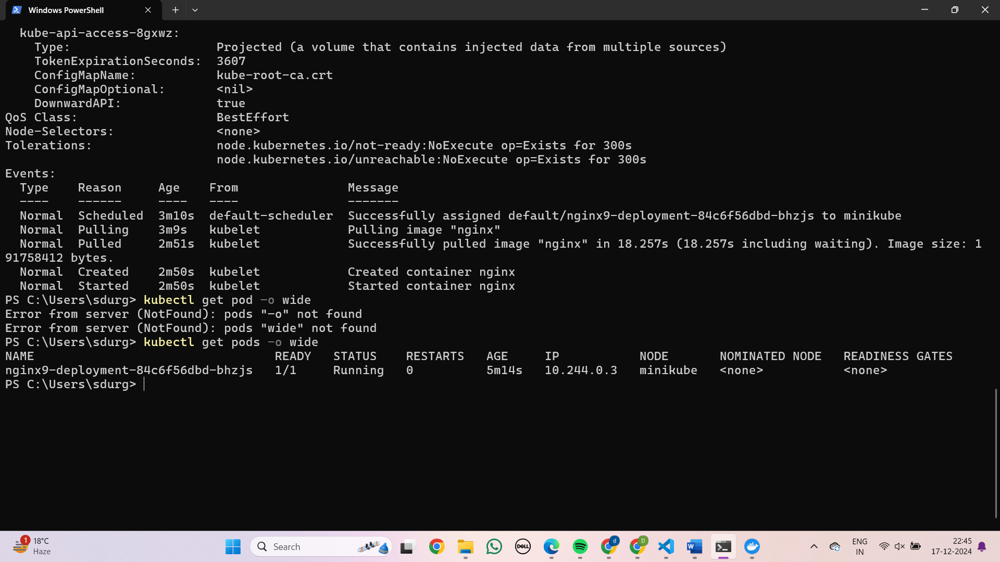 Windows PowerShell
kube-api-access-8gxwz:
Type: Projected (a volume that contains injected data from multiple sources)
TokenExpirationSeconds: 3607
ConfigMapName: kube-root-ca.crt
ConfigMapOptional: <nil>
DownwardAPI: true
QoS Class: BestEffort
Node-Selectors: <none>
Tolerations: node.kubernetes.io/not-ready:NoExecute op=Exists for 300s
node.kubernetes.io/unreachable:NoExecute op=Exists for 300s
Events:
Type Reason Age From Message
---- ------ ---- ---- -------
Normal Scheduled 3m10s default-scheduler Successfully assigned default/nginx9-deployment-84c6f56dbd-bhzjs to minikube
Normal Pulling 3m9s kubelet Pulling image "nginx"
Normal Pulled 2m51s kubelet Successfully pulled image "nginx" in 18.257s (18.257s including waiting). Image size: 1
91758412 bytes.
Normal Created 2m50s kubelet Created container nginx
Normal Started 2m50s kubelet Started container nginx
PS C:\Users\sdurg> kubectl get pod –o wide
Error from server (NotFound): pods "–o" not found
Error from server (NotFound): pods "wide" not found
PS C:\Users\sdurg> kubectl get pods -o wide
NAME READY STATUS RESTARTS AGE IP NODE NOMINATED NODE READINESS GATES
nginx9-deployment-84c6f56dbd-bhzjs 1/1 Running 0 5m14s 10.244.0.3 minikube <none> <none>
PS C:\Users\sdurg>
1
18°C
Haze
Search
DELL
d
D
W
ENG
IN
22:45
17-12-2024